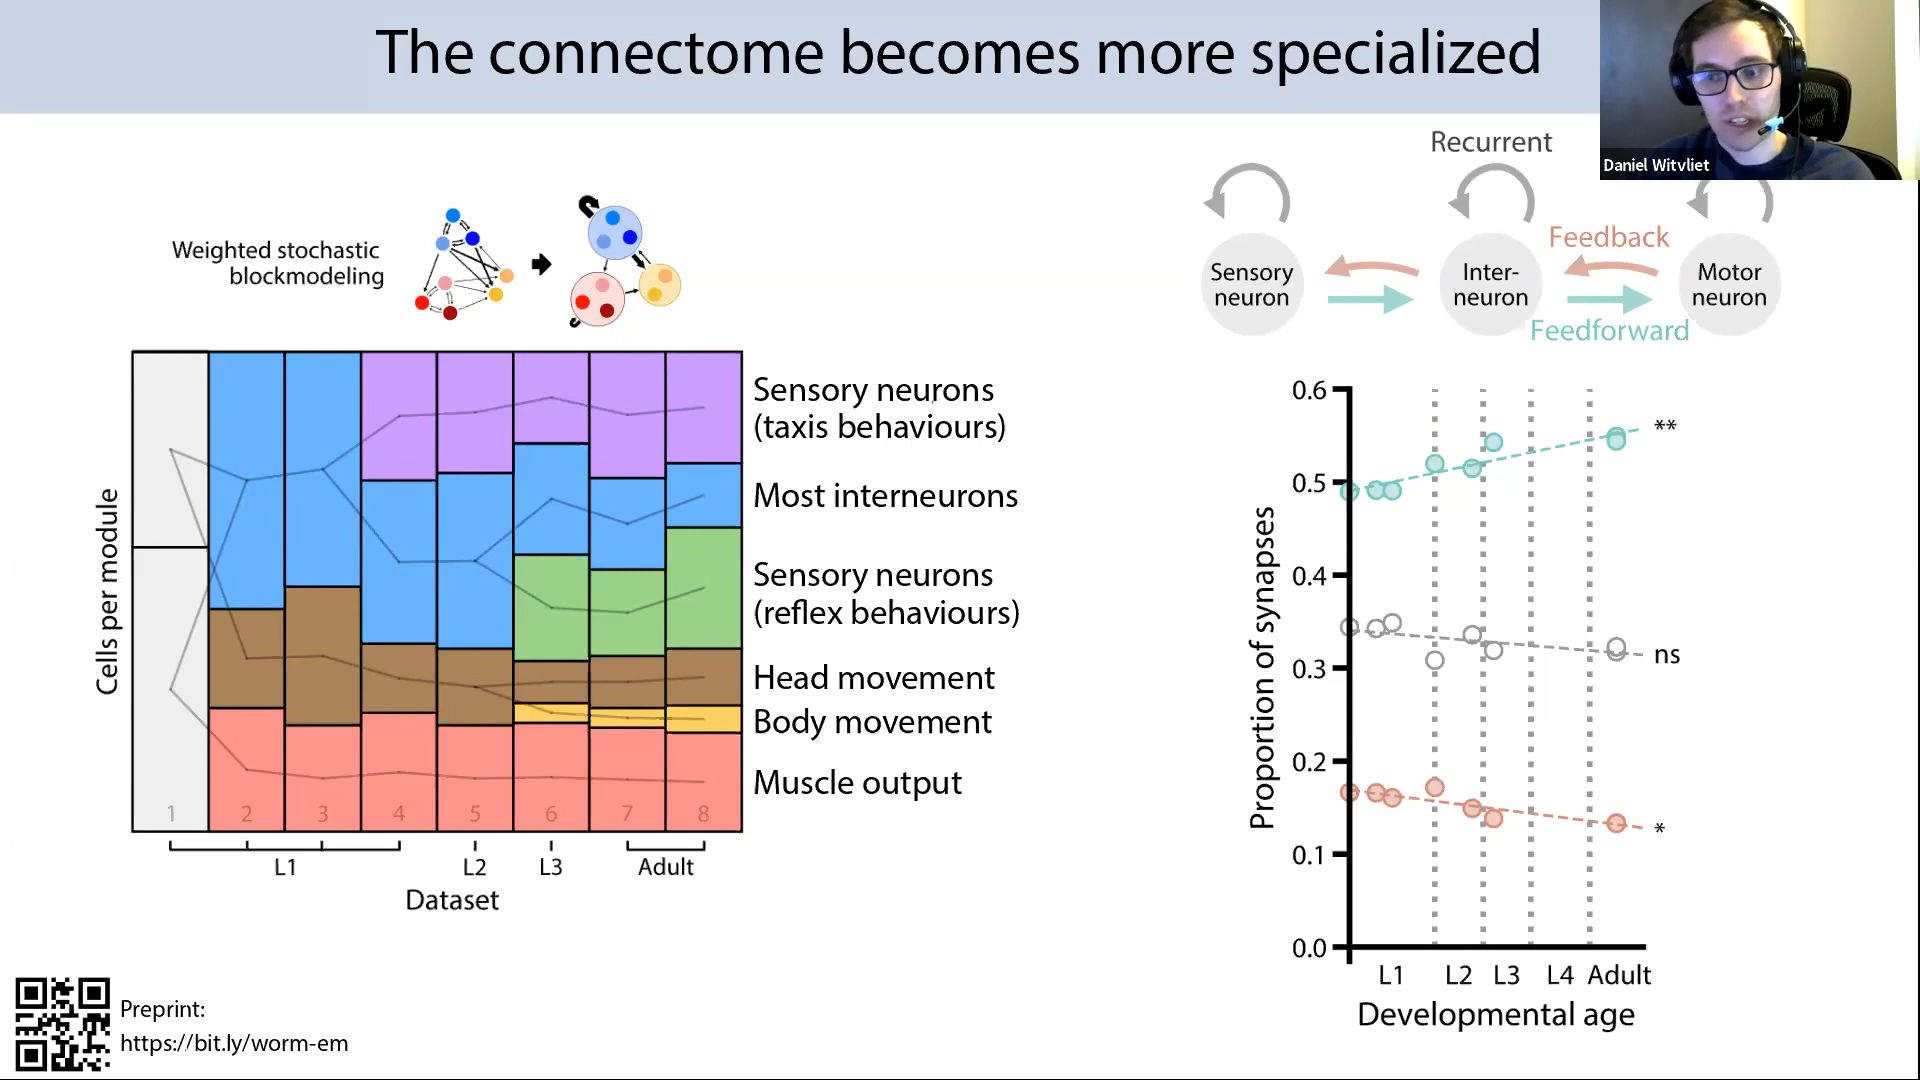 The connectome becomes more specialized
Daniel Witvliet
Weighted stochastic
blockmodeling
Cells per module
1 2 3 4 5 6 7 8
L1 L2 L3 Adult
Dataset
Sensory neurons
(taxis behaviours)
Most interneurons
Sensory neurons
(reflex behaviours)
Head movement
Body movement
Muscle output
Recurrent
Feedback
Sensory
neuron
Inter-
neuron
Motor
neuron
Feedforward
Proportion of synapses
0.6
0.5
0.4
0.3
0.2
0.1
0.0
**
ns
*
L1 L2 L3 L4 Adult
Developmental age
Preprint:
https://bit.ly/worm-em